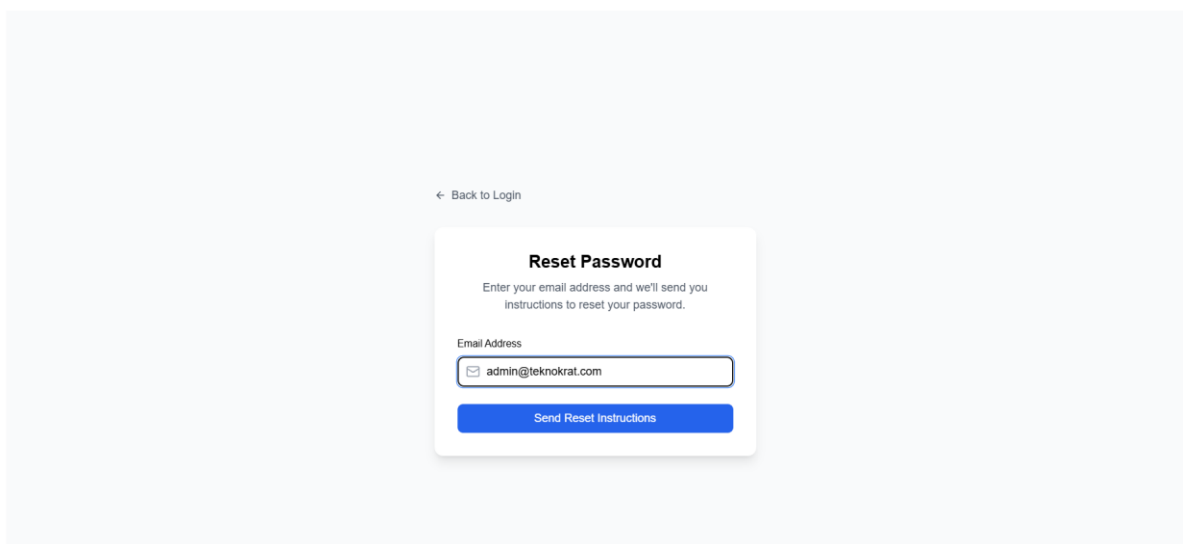 Back to Login
Reset Password
Enter your email address and we'll send you
instructions to reset your password.
Email Address
admin@teknokrat.com
Send Reset Instructions